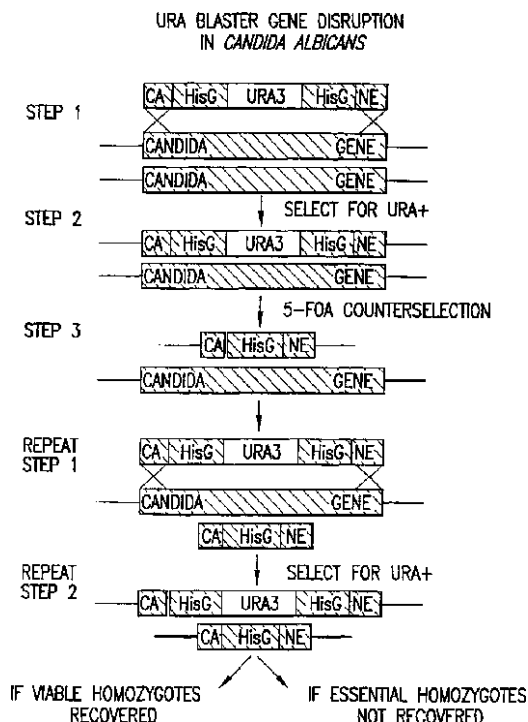 URA BLASTER GENE DISRUPTION
IN CANDIDA ALBICANS
STEP 1
CA HisG URA3 HisG NE
CANDIDA GENE
CANDIDA GENE
SELECT FOR URA+
STEP 2
CA HisG URA3 HisG NE
CANDIDA GENE
5-FOA COUNTERSELECTION
STEP 3
CA HisG NE
CANDIDA GENE
REPEAT
STEP 1
CA HisG URA3 HisG NE
CANDIDA GENE
CA HisG NE
SELECT FOR URA+
REPEAT
STEP 2
CA HisG URA3 HisG NE
CA HisG NE
IF VIABLE HOMOZYGOTES
RECOVERED
IF ESSENTIAL HOMOZYGOTES
NOT RECOVERED